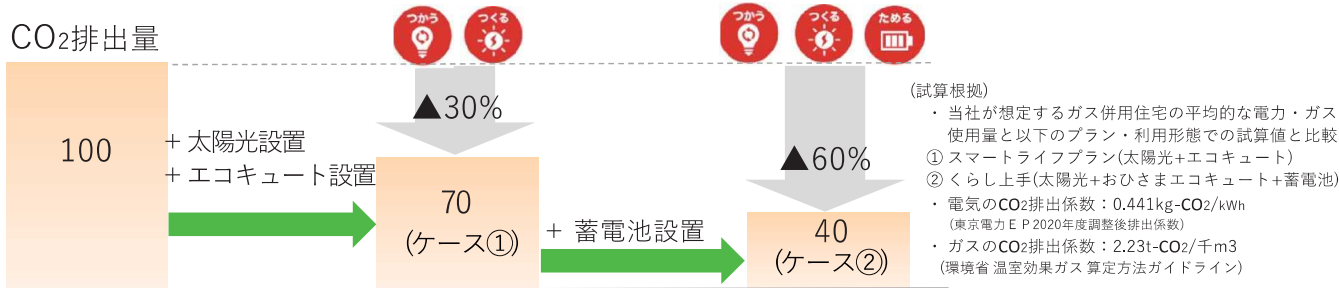 CO₂排出量
つかう
つくる
つかう
つくる
ためる
100
+ 太陽光設置
+ エコキュート設置
▲30%
70
(ケース①)
+ 蓄電池設置
▲60%
40
(ケース②)
(試算根拠)
・ 当社が想定するガス併用住宅の平均的な電力・ガス
使用量と以下のプラン・利用形態での試算値と比較
① スマートライフプラン(太陽光+エコキュート)
② くらし上手(太陽光+おひさまエコキュート+蓄電池)
・ 電気のCO2排出係数：0.441kg-CO2/kWh
(東京電力ＥＰ2020年度調整後排出係数)
・ ガスのCO2排出係数：2.23t-CO2/千m3
(環境省 温室効果ガス 算定方法ガイドライン)